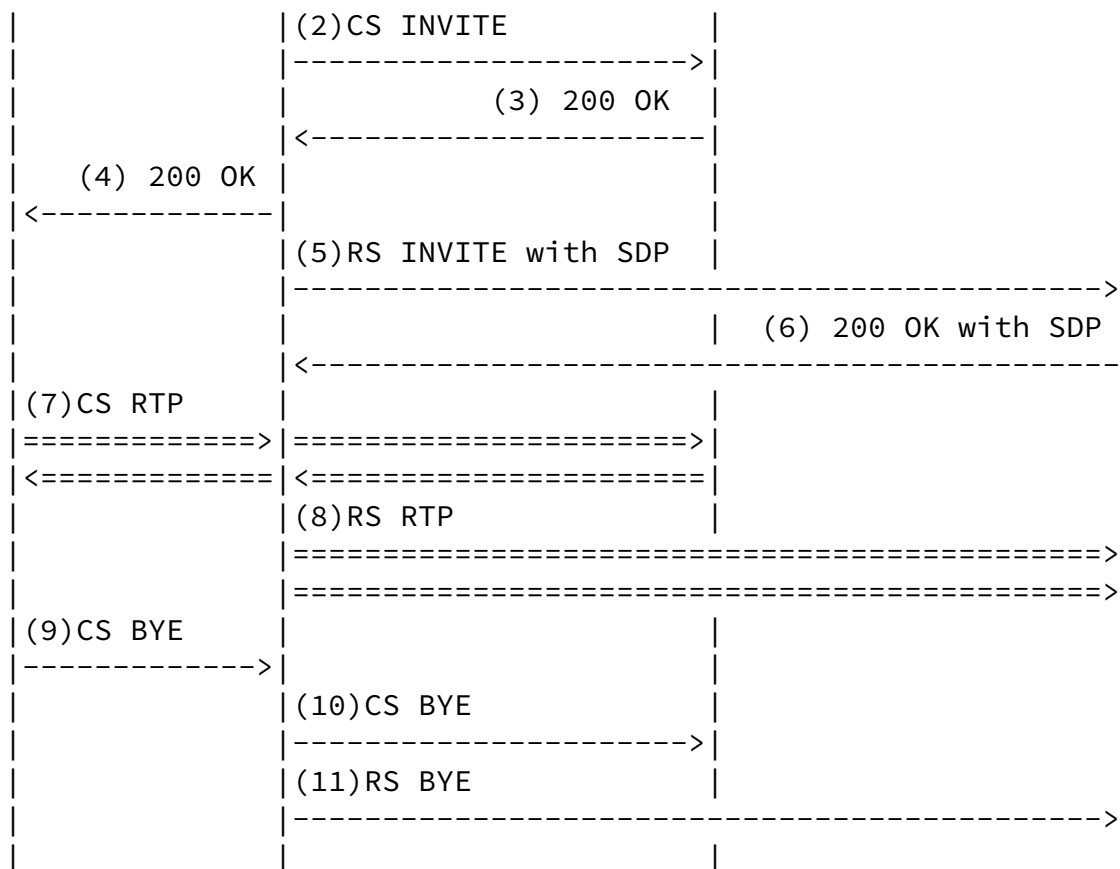 |              |(2)CS INVITE           |
|              |---------------------->|
|              |           (3) 200 OK  |
|              |<----------------------|
|   (4) 200 OK |                       |
|<-------------|                       |
|              |(5)RS INVITE with SDP  |
|              |--------------------------------------------->
|              |                       |  (6) 200 OK with SDP
|              |<---------------------------------------------
|(7)CS RTP     |                       |
|=============>|======================>|
|<=============|<======================|
|              |(8)RS RTP              |
|              |=============================================>
|              |=============================================>
|(9)CS BYE     |                       |
|------------->|                       |
|              |(10)CS BYE             |
|              |---------------------->|
|              |(11)RS BYE             |
|              |--------------------------------------------->
|              |                       |